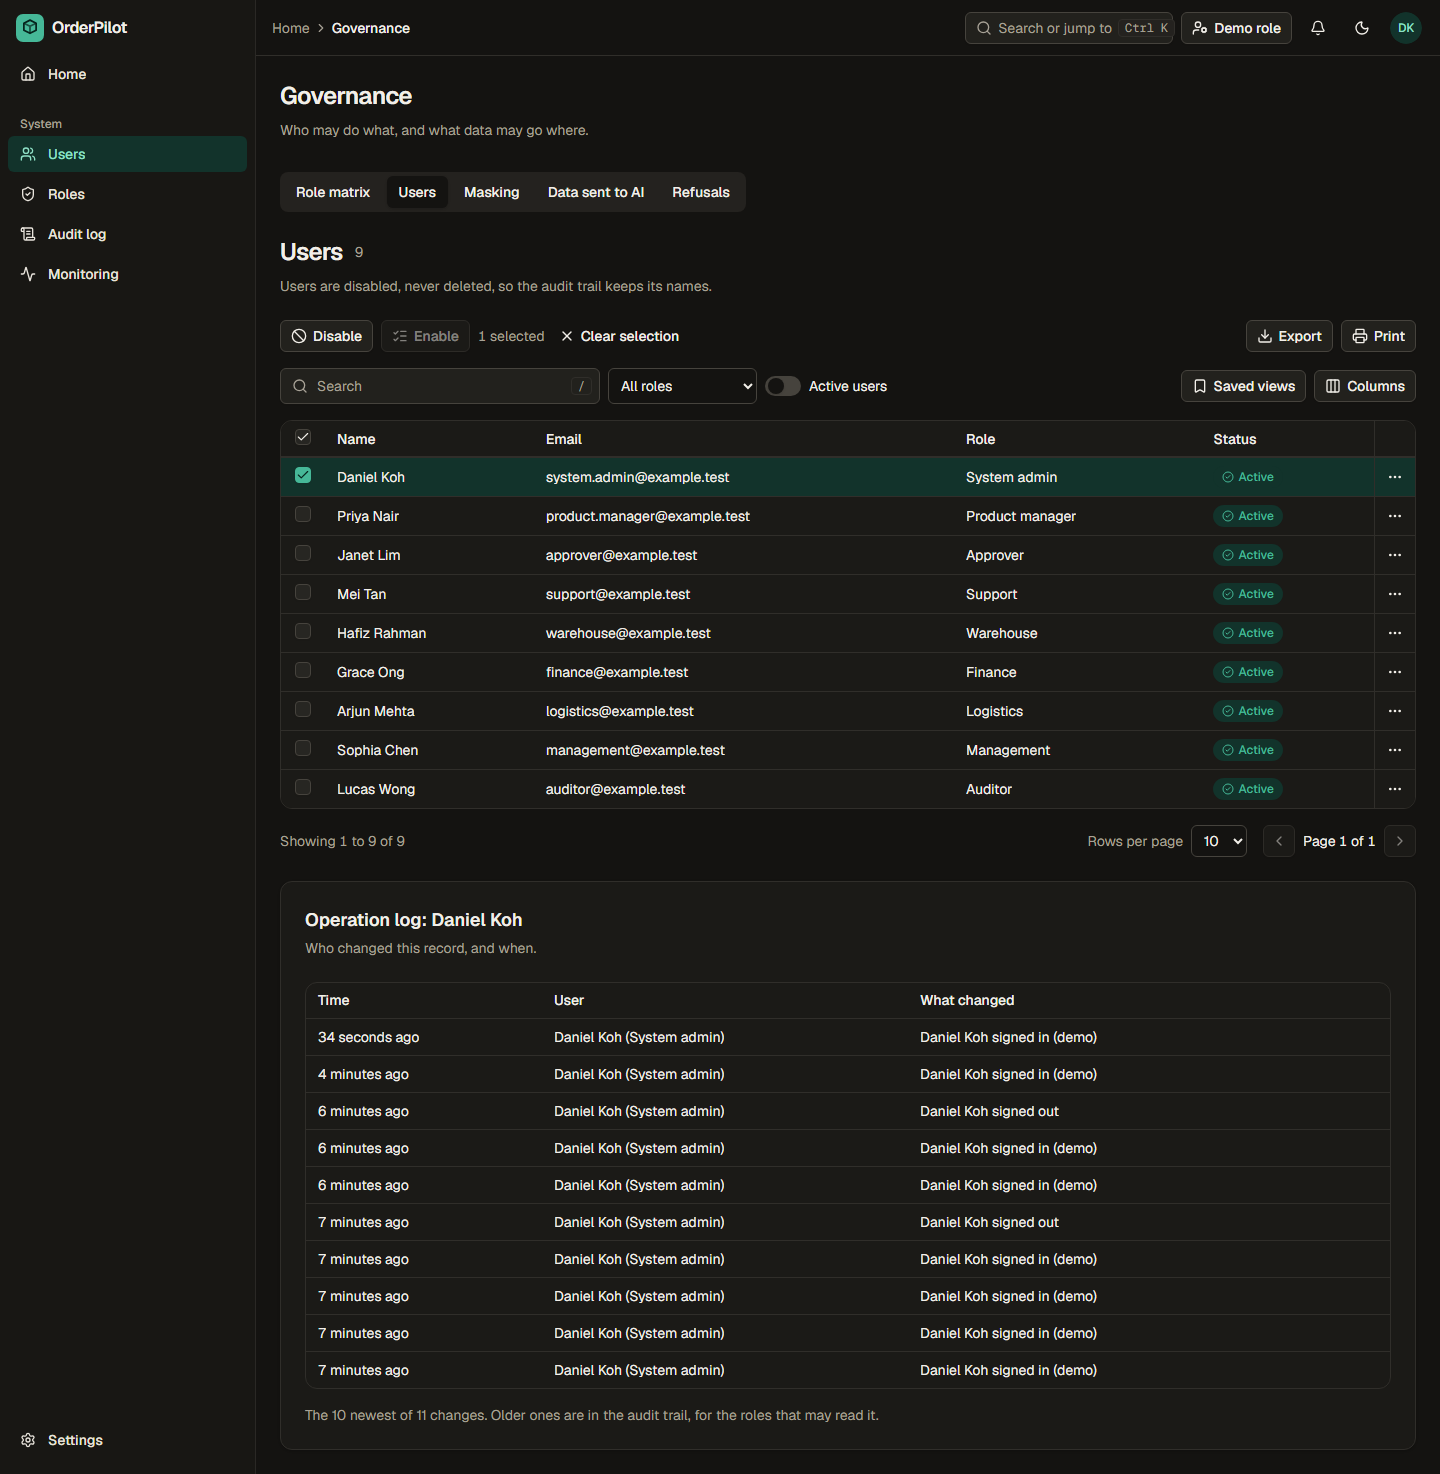 OrderPilot
Home
System
Users
Roles
Audit log
Monitoring
Settings
Home > Governance
Search or jump to Ctrl K
Demo role
DK
Governance
Who may do what, and what data may go where.
Role matrix Users Masking Data sent to AI Refusals
Users 9
Users are disabled, never deleted, so the audit trail keeps its names.
Disable Enable 1 selected Clear selection Export Print
Search / All roles Active users Saved views Columns
Name Email Role Status
Daniel Koh system.admin@example.test System admin Active
Priya Nair product.manager@example.test Product manager Active
Janet Lim approver@example.test Approver Active
Mei Tan support@example.test Support Active
Hafiz Rahman warehouse@example.test Warehouse Active
Grace Ong finance@example.test Finance Active
Arjun Mehta logistics@example.test Logistics Active
Sophia Chen management@example.test Management Active
Lucas Wong auditor@example.test Auditor Active
Showing 1 to 9 of 9 Rows per page 10 Page 1 of 1
Operation log: Daniel Koh
Who changed this record, and when.
Time User What changed
34 seconds ago Daniel Koh (System admin) Daniel Koh signed in (demo)
4 minutes ago Daniel Koh (System admin) Daniel Koh signed in (demo)
6 minutes ago Daniel Koh (System admin) Daniel Koh signed out
6 minutes ago Daniel Koh (System admin) Daniel Koh signed in (demo)
6 minutes ago Daniel Koh (System admin) Daniel Koh signed in (demo)
7 minutes ago Daniel Koh (System admin) Daniel Koh signed out
7 minutes ago Daniel Koh (System admin) Daniel Koh signed in (demo)
7 minutes ago Daniel Koh (System admin) Daniel Koh signed in (demo)
7 minutes ago Daniel Koh (System admin) Daniel Koh signed in (demo)
7 minutes ago Daniel Koh (System admin) Daniel Koh signed in (demo)
The 10 newest of 11 changes. Older ones are in the audit trail, for the roles that may read it.